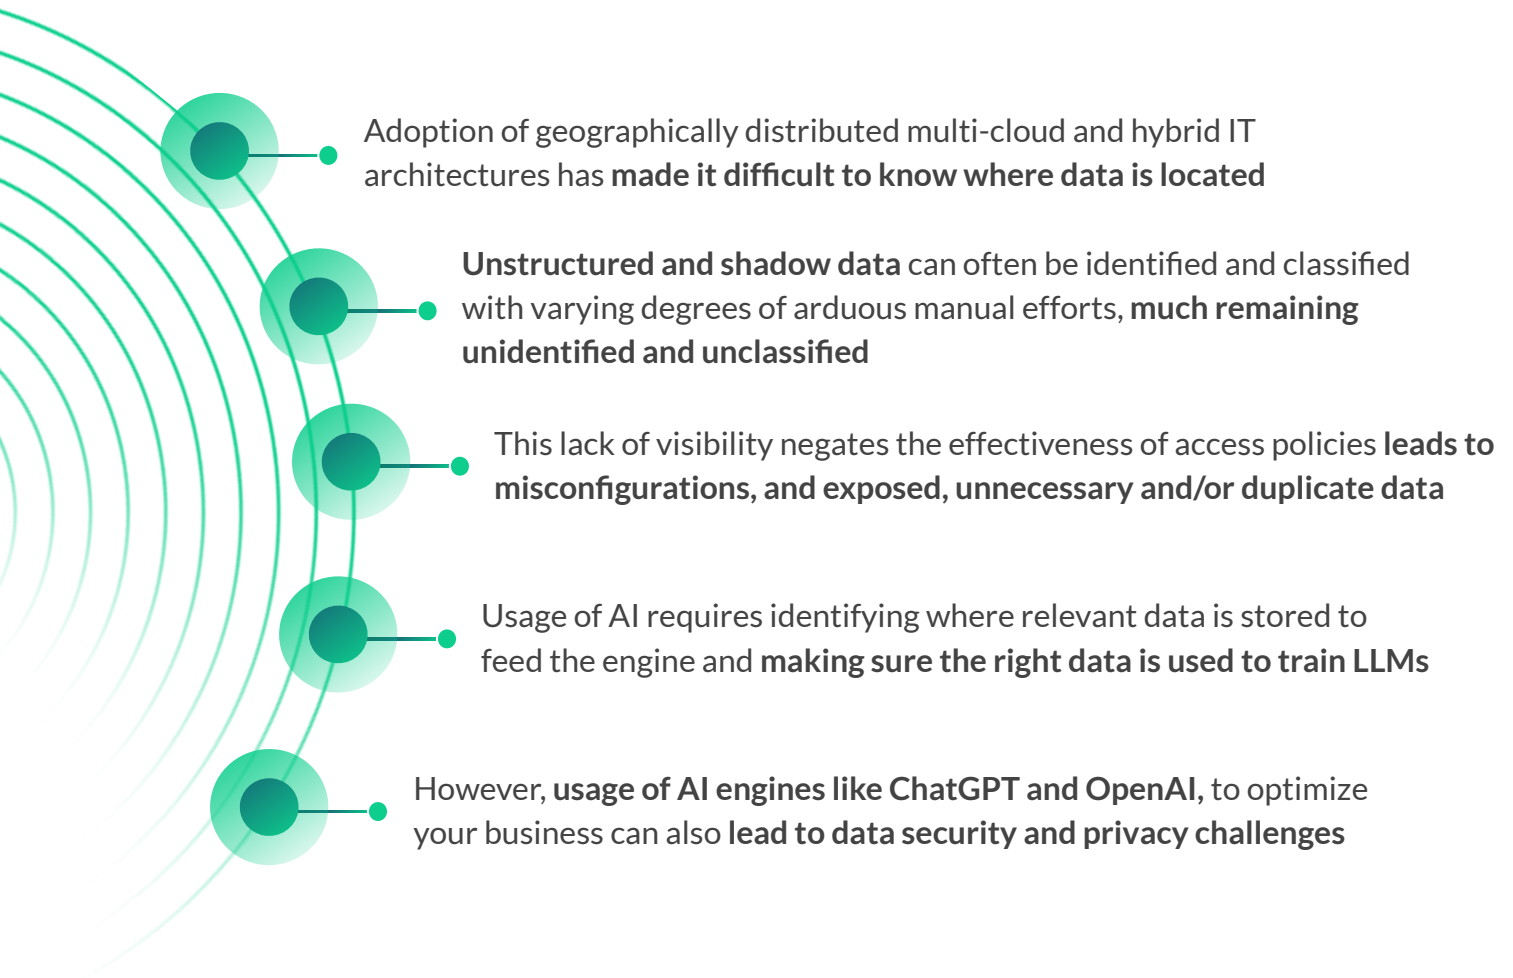 Adoption of geographically distributed multi-cloud and hybrid IT
architectures has made it difficult to know where data is located
Unstructured and shadow data can often be identified and classified
with varying degrees of arduous manual efforts, much remaining
unidentified and unclassified
This lack of visibility negates the effectiveness of access policies leads to
misconfigurations, and exposed, unnecessary and/or duplicate data
Usage of AI requires identifying where relevant data is stored to
feed the engine and making sure the right data is used to train LLMs
However, usage of AI engines like ChatGPT and OpenAI, to optimize
your business can also lead to data security and privacy challenges